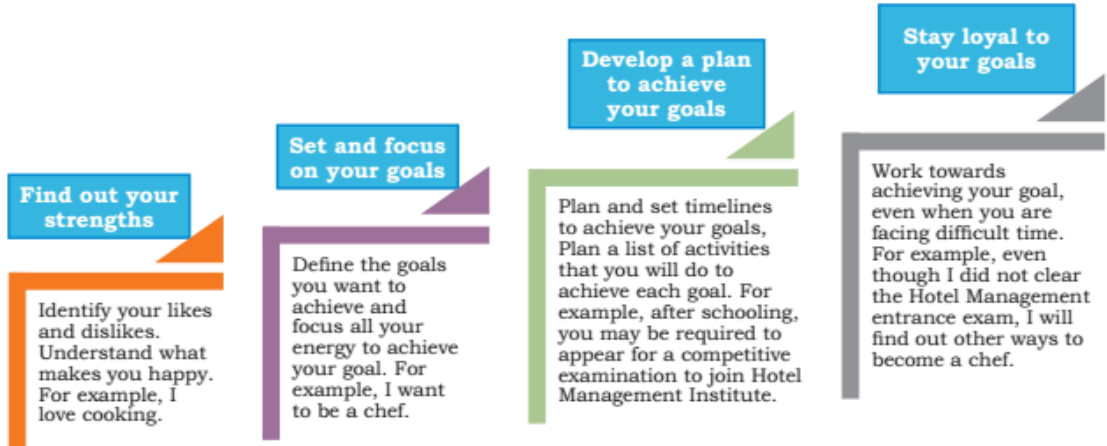 Find out your
strengths
Identify your likes
and dislikes.
Understand what
makes you happy.
For example, I
love cooking.
Set and focus
on your goals
Define the goals
you want to
achieve and
focus all your
energy to achieve
your goal. For
example, I want
to be a chef.
Develop a plan
to achieve
your goals
Plan and set timelines
to achieve your goals,
Plan a list of activities
that you will do to
achieve each goal. For
example, after schooling,
you may be required to
appear for a competitive
examination to join Hotel
Management Institute.
Stay loyal to
your goals
Work towards
achieving your goal,
even when you are
facing difficult time.
For example, even
though I did not clear
the Hotel Management
entrance exam, I will
find out other ways to
become a chef.